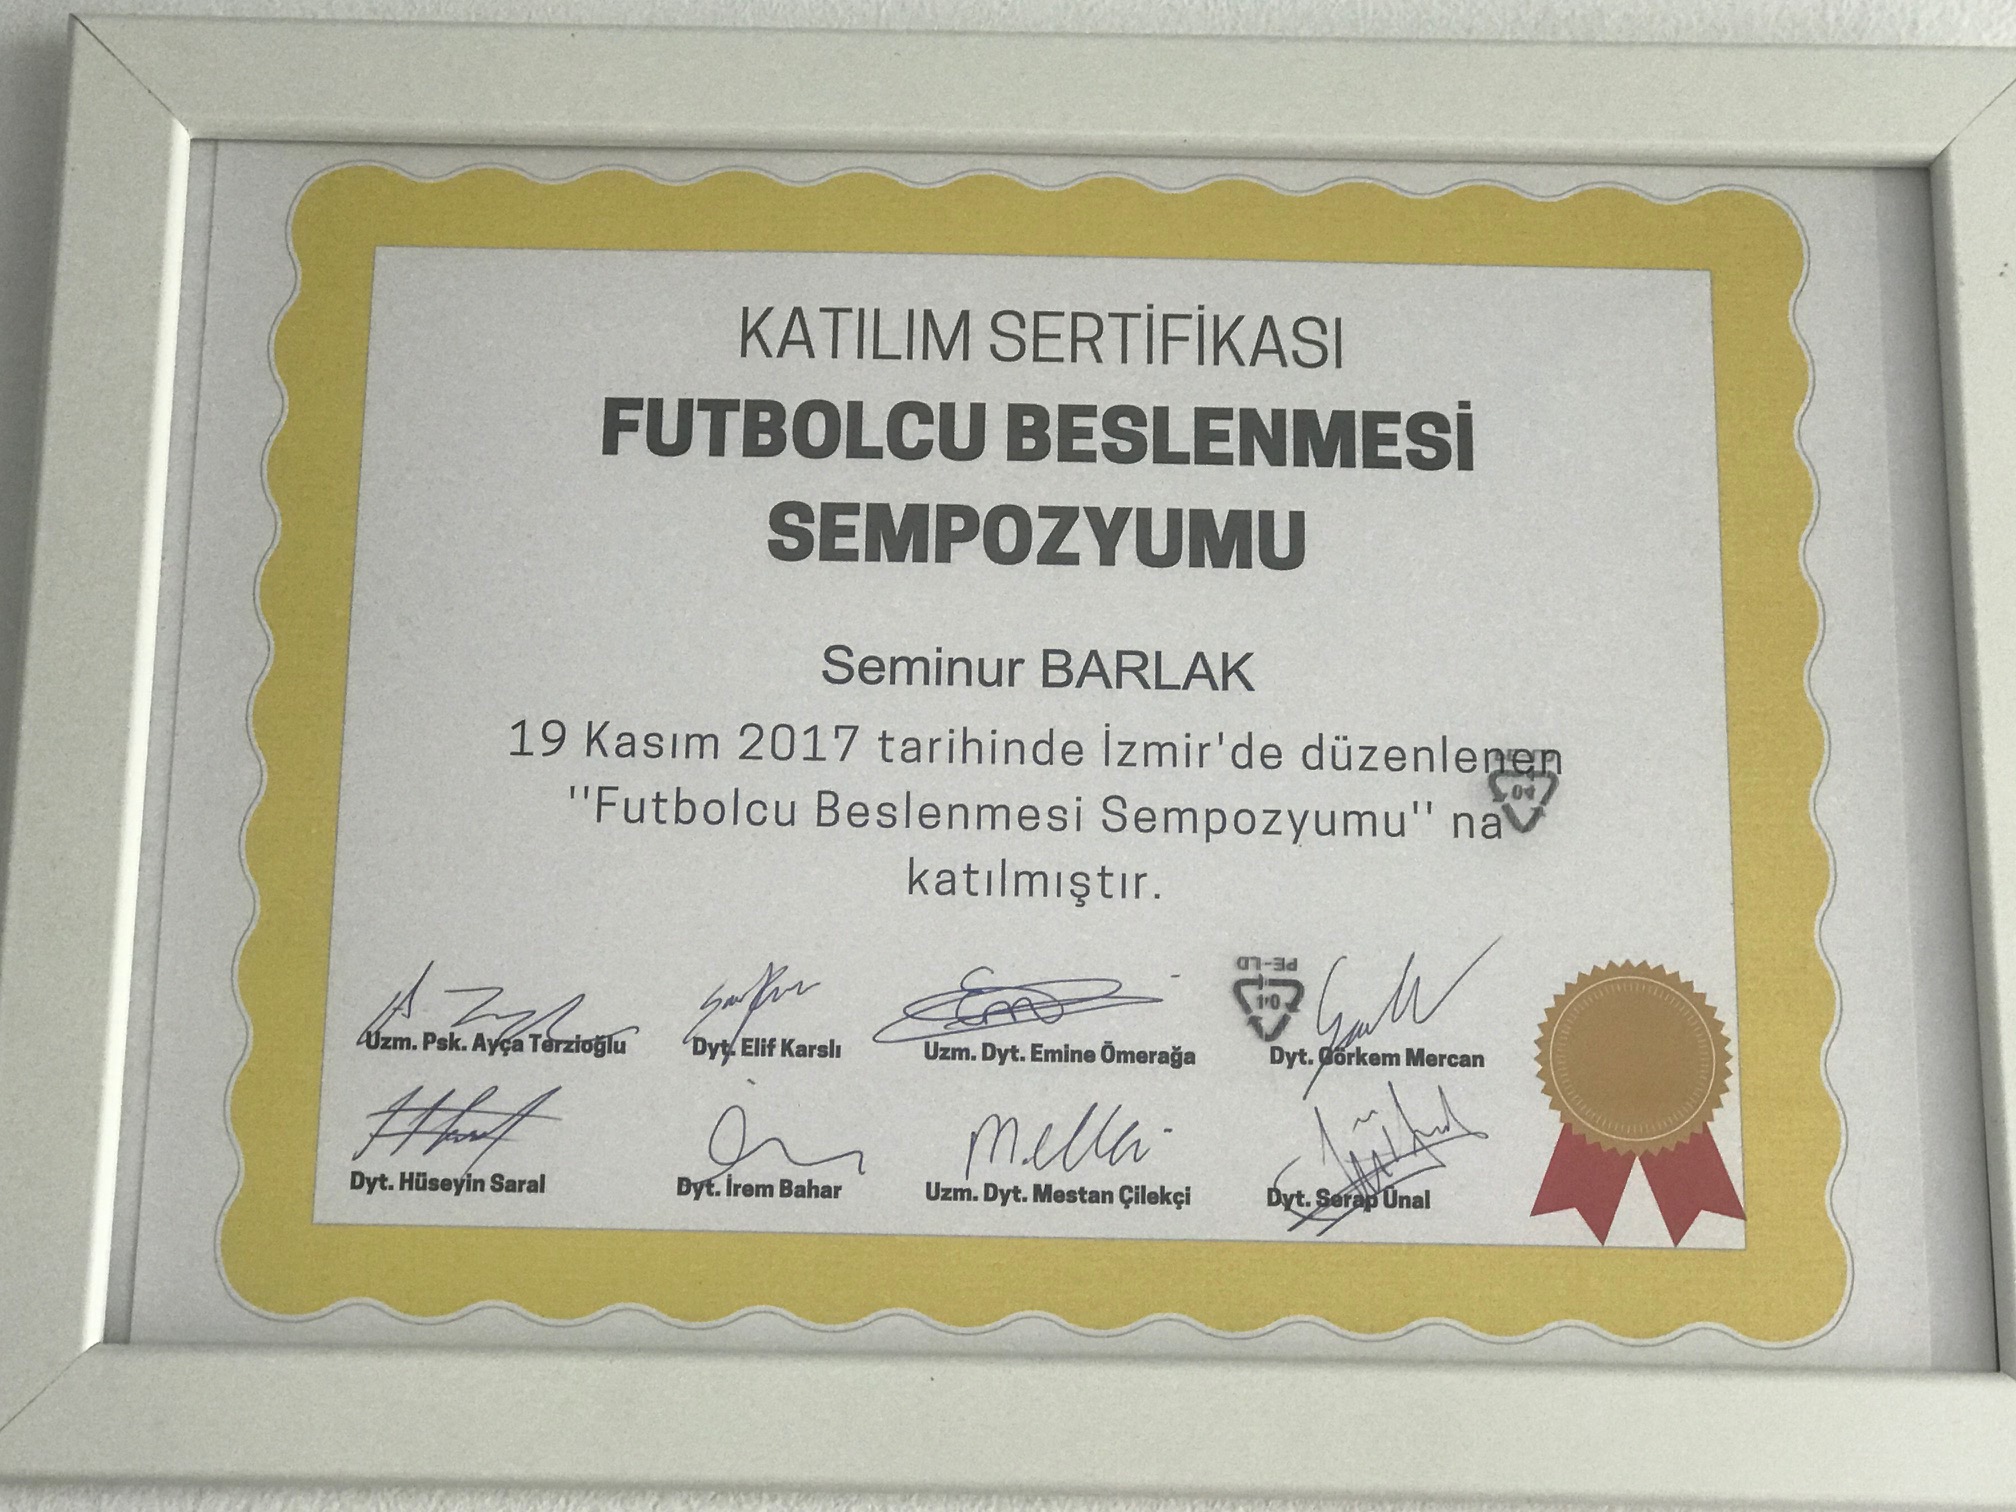 KATILIM SERTİFİKASI
FUTBOLCU BESLENMESİ
SEMPOZYUMU
Seminur BARLAK
19 Kasım 2017 tarihinde İzmir'de düzenlenen
''Futbolcu Beslenmesi Sempozyumu'' na
katılmıştır.
PE-LD
Uzm. Psk. Ayça Terzioğlu Dyt. Elif Karslı Uzm. Dyt. Emine Ömerağa Dyt. Görkem Mercan
Dyt. Hüseyin Saral Dyt. İrem Bahar Uzm. Dyt. Mestan Çilekçi Dyt. Serap Ünal